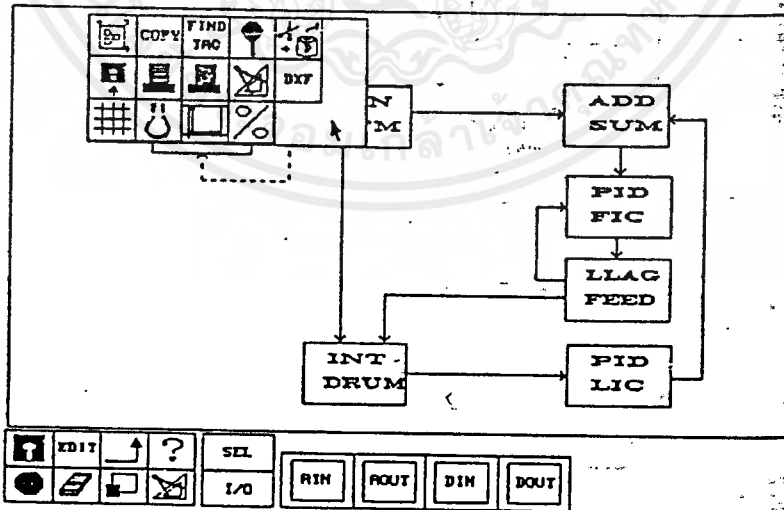 COPY
FIND
TAG
DXF
N
M
ADD
SUM
PID
FIC
LLAG
FEED
INT
DRUM
PID
LIC
EDIT
?
SEL
I/O
AIN
AOUT
DIN
DOUT